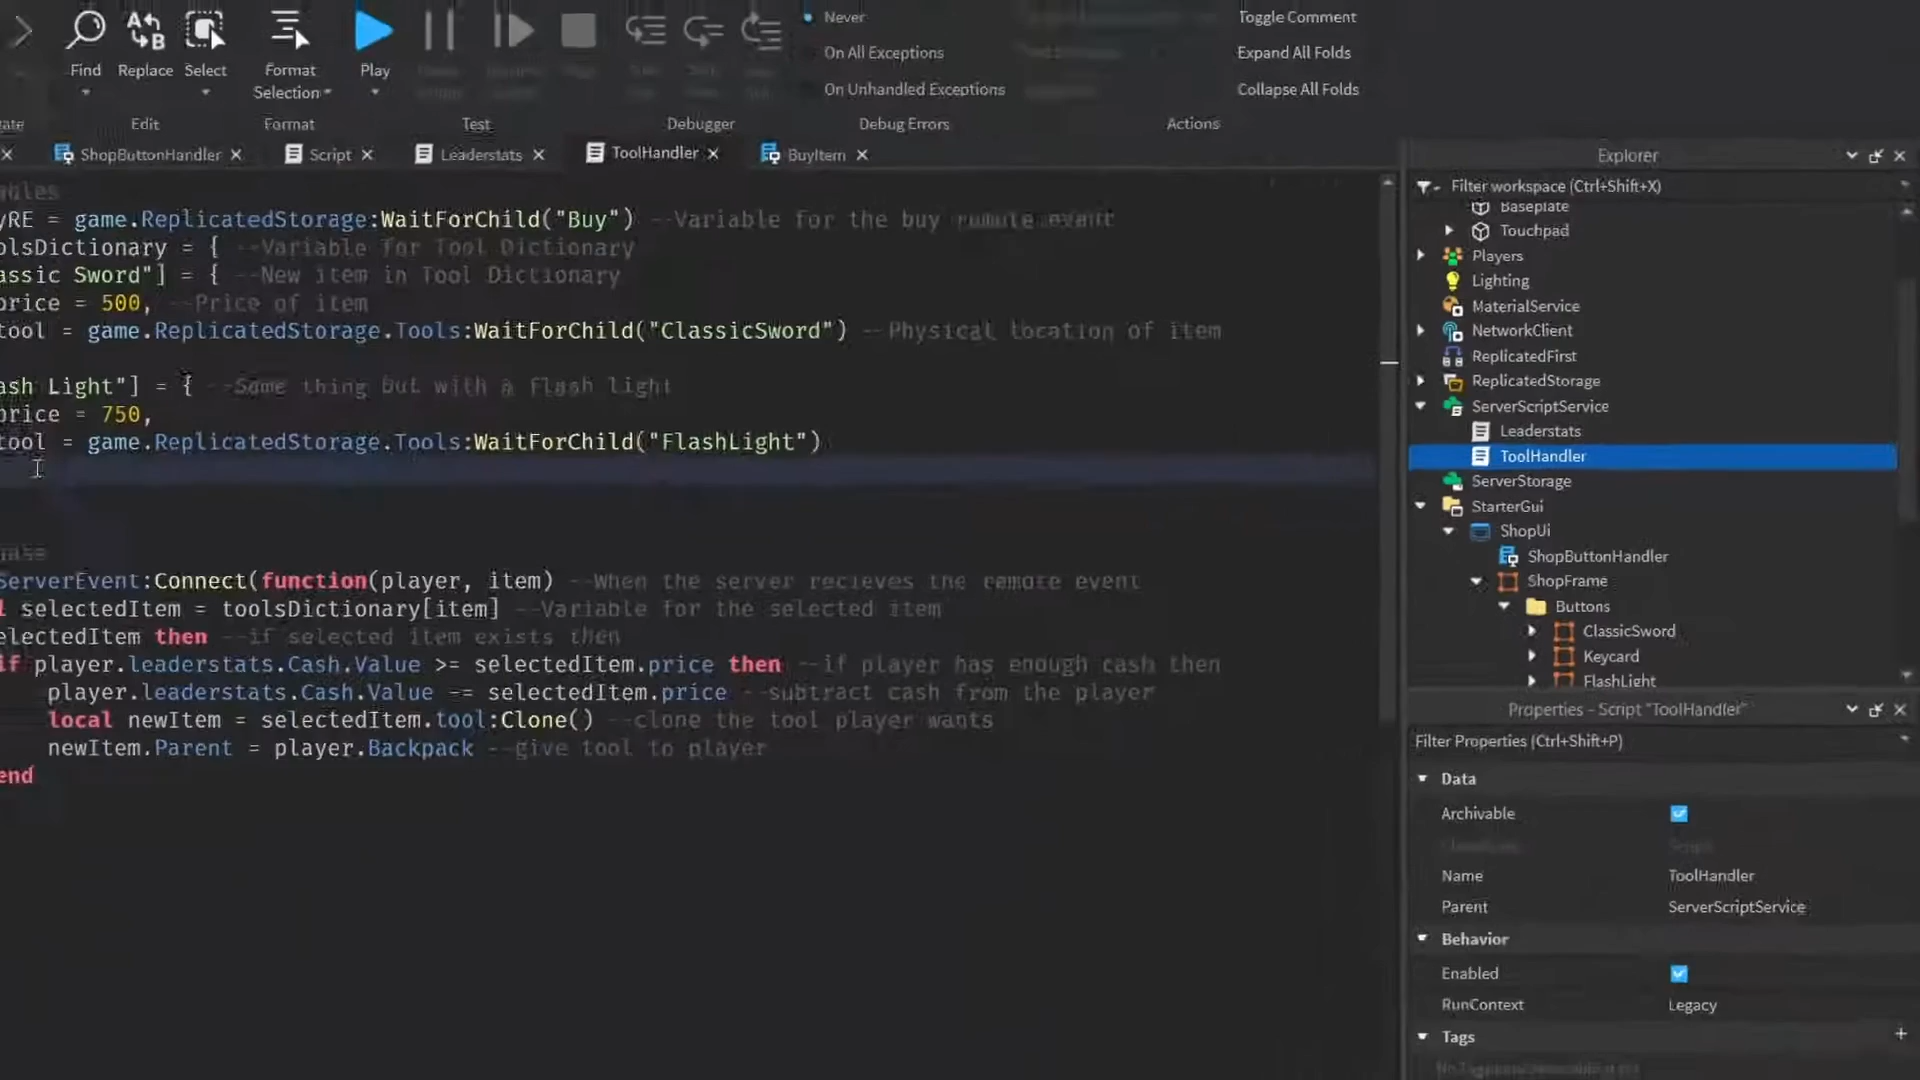 Find
Replace
Select
Format
Selection
Play
Never
On All Exceptions
On Unhandled Exceptions
Toggle Comment
Expand All Folds
Collapse All Folds
Edit
Format
Test
Debugger
Debug Errors
Actions
ShopButtonHandler
Script
Leaderstats
ToolHandler
BuyItem
yRE = game.ReplicatedStorage:WaitForChild("Buy") --Variable for the buy remote event
olsDictionary = { --Variable for Tool Dictionary
assic Sword"] = { --New item in Tool Dictionary
price = 500, --Price of item
tool = game.ReplicatedStorage.Tools:WaitForChild("ClassicSword") --Physical location of item
ash Light"] = { --Same thing but with a flash light
price = 750,
tool = game.ReplicatedStorage.Tools:WaitForChild("FlashLight")
ServerEvent:Connect(function(player, item) --When the server recieves the remote event
l selectedItem = toolsDictionary[item] --Variable for the selected item
electedItem then --if selected item exists then
if player.leaderstats.Cash.Value >= selectedItem.price then --if player has enough cash then
player.leaderstats.Cash.Value -= selectedItem.price --subtract cash from the player
local newItem = selectedItem.tool:Clone() --clone the tool player wants
newItem.Parent = player.Backpack --give tool to player
end
Explorer
Filter workspace (Ctrl+Shift+X)
Baseplate
Touchpad
Players
Lighting
MaterialService
NetworkClient
ReplicatedFirst
ReplicatedStorage
ServerScriptService
Leaderstats
ToolHandler
ServerStorage
StarterGui
ShopUi
ShopButtonHandler
ShopFrame
Buttons
ClassicSword
Keycard
FlashLight
Properties - Script "ToolHandler"
Filter Properties (Ctrl+Shift+P)
Data
Archivable
Name ToolHandler
Parent ServerScriptService
Behavior
Enabled
RunContext Legacy
Tags